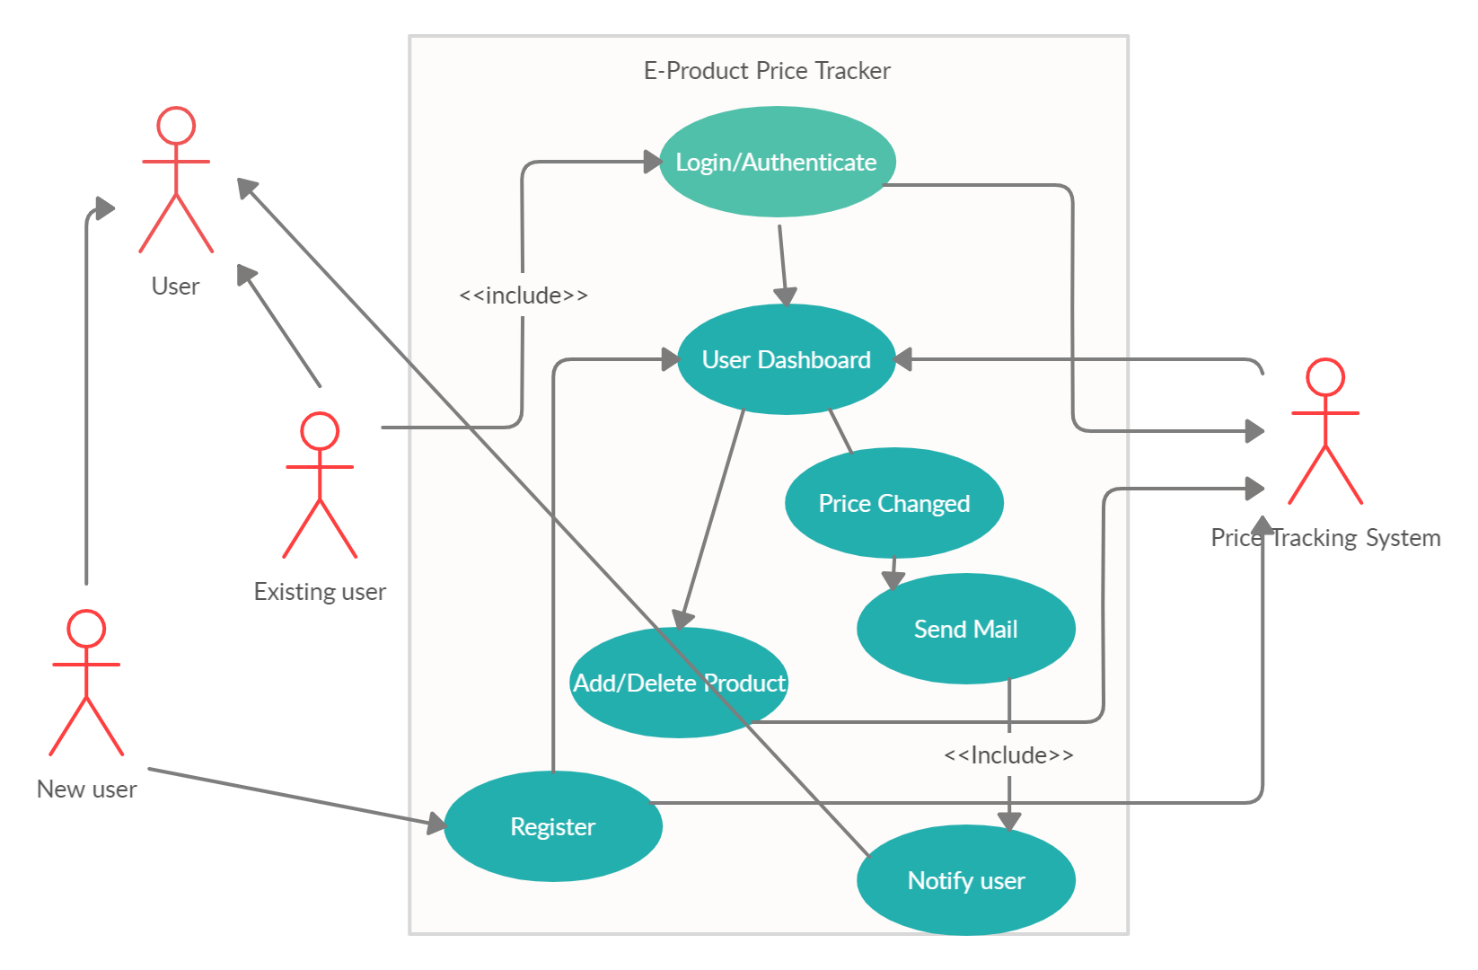 E-Product Price Tracker
Login/Authenticate
User
<<include>>
User Dashboard
Price Changed
Price Tracking System
Existing user
Send Mail
Add/Delete Product
<<Include>>
New user
Register
Notify user